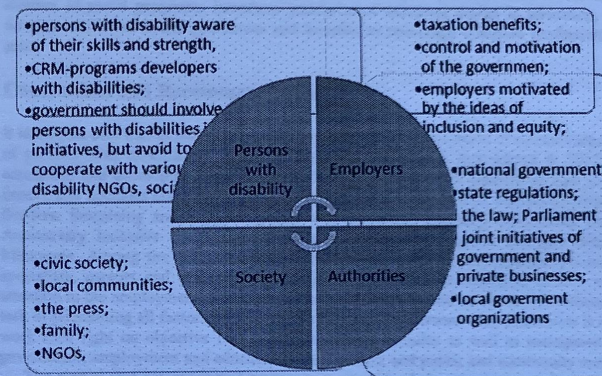 •persons with disability aware
of their skills and strength,
•CRM-programs developers
with disabilities;
•government should involve
persons with disabilities
initiatives, but avoid to
cooperate with
disability NGOs,
•taxation benefits;
•control and motivation
of the governmen;
•employers motivated
by the ideas of
inclusion and equity;
Persons
with
disability
Employers
Society
Authorities
•civic society;
•local communities;
•the press;
•family;
•NGOs,
•national government
•state regulations;
the law; Parliament
joint initiatives of
government and
private businesses;
•local goverment
organizations